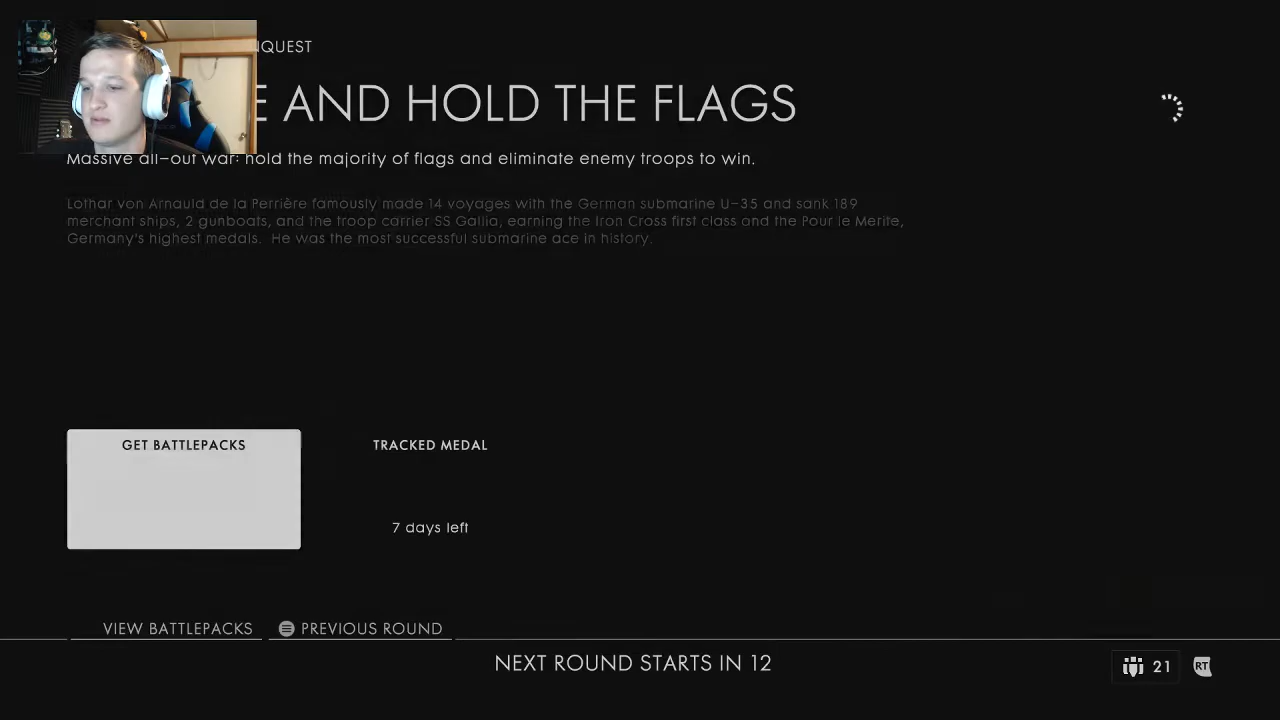 NQUEST
E AND HOLD THE FLAGS
Massive all-out war: hold the majority of flags and eliminate enemy troops to win.
Lothar von Arnauld de la Perrière famously made 14 voyages with the German submarine U-35 and sank 189
merchant ships, 2 gunboats, and the troop carrier SS Gallia, earning the Iron Cross first class and the Pour le Merite,
Germany's highest medals. He was the most successful submarine ace in history.
GET BATTLEPACKS
TRACKED MEDAL
7 days left
VIEW BATTLEPACKS
PREVIOUS ROUND
NEXT ROUND STARTS IN 12
21
RT